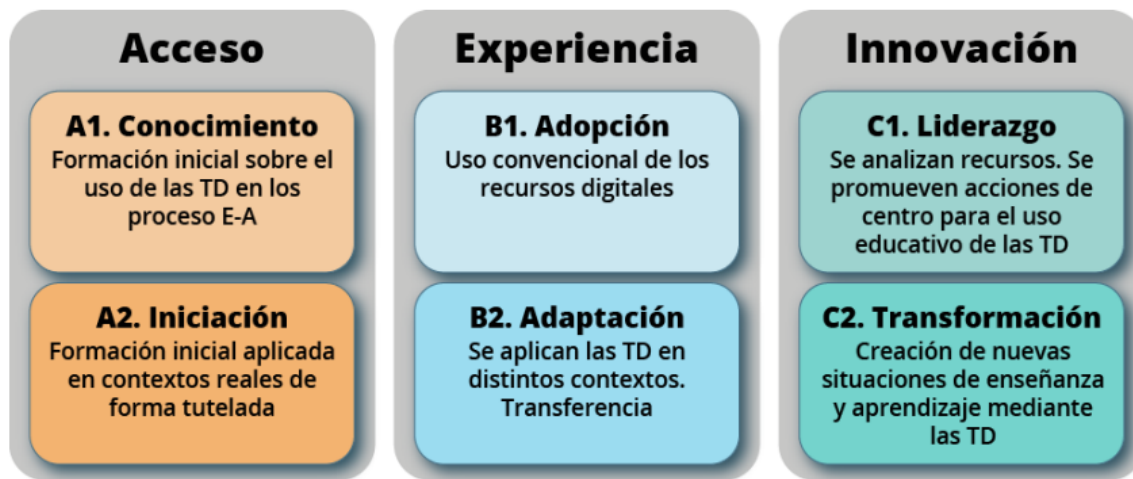 Acceso
A1. Conocimiento
Formación inicial sobre el
uso de las TD en los
proceso E-A
A2. Iniciación
Formación inicial aplicada
en contextos reales de
forma tutelada
Experiencia
B1. Adopción
Uso convencional de los
recursos digitales
B2. Adaptación
Se aplican las TD en
distintos contextos.
Transferencia
Innovación
C1. Liderazgo
Se analizan recursos. Se
promueven acciones de
centro para el uso
educativo de las TD
C2. Transformación
Creación de nuevas
situaciones de enseñanza
y aprendizaje mediante
las TD